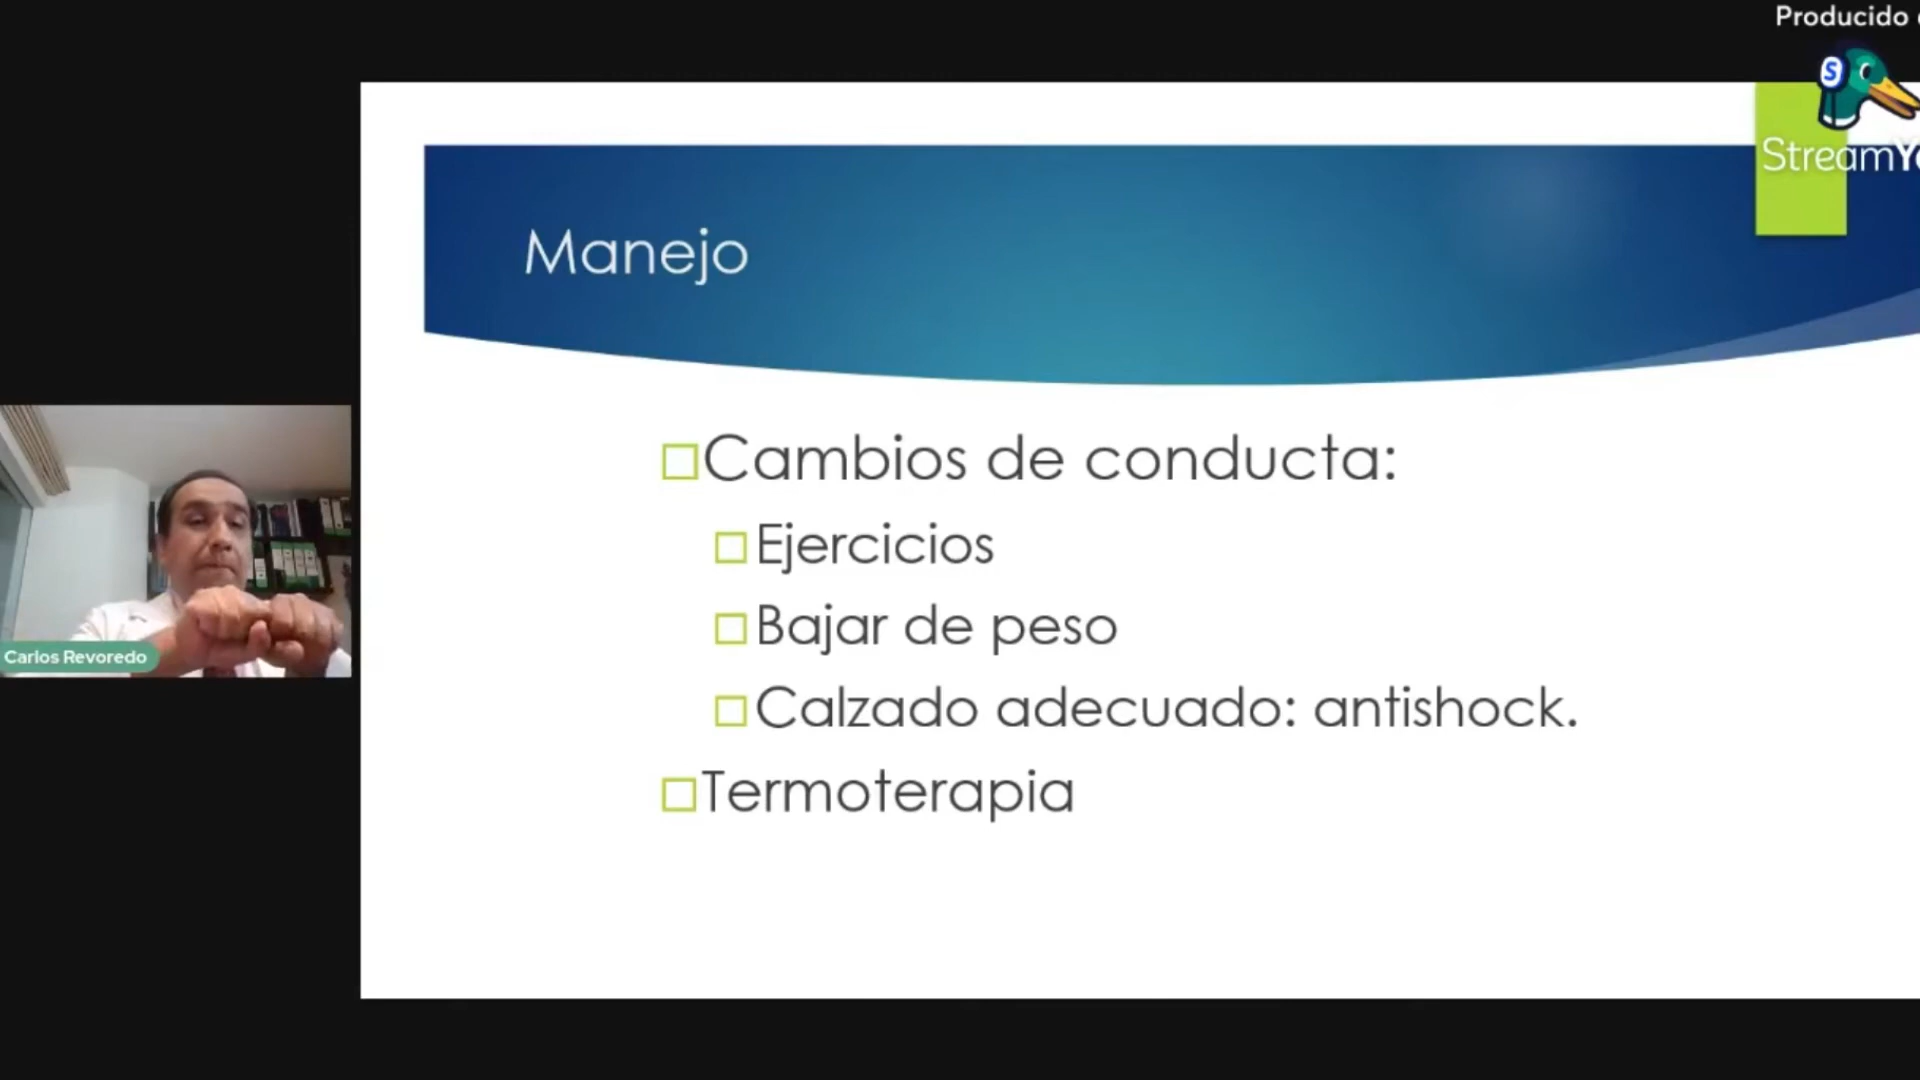 Producido
StreamY
Manejo
Cambios de conducta:
Ejercicios
Bajar de peso
Calzado adecuado: antishock.
Termoterapia
Carlos Revoredo